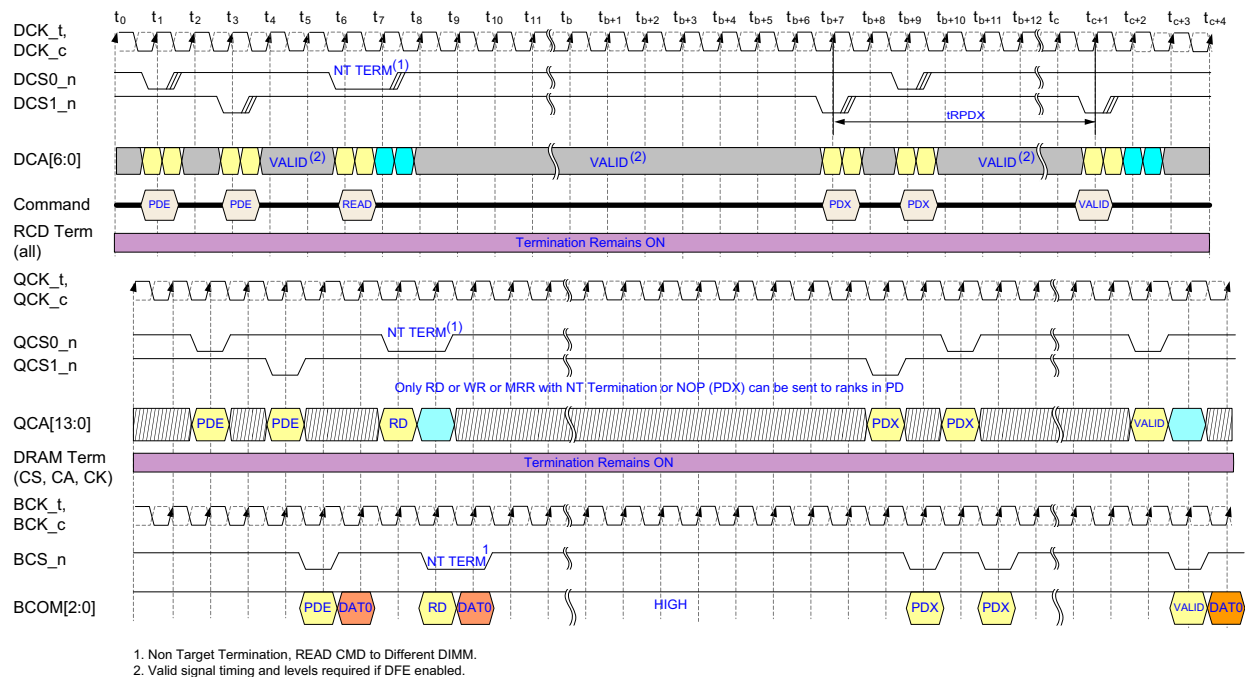 t0 t1 t2 t3 t4 t5 t6 t7 t8 t9 t10 t11 tb tb+1 tb+2 tb+3 tb+4 tb+5 tb+6 tb+7 tb+8 tb+9 tb+10 tb+11 tb+12 tc tc+1 tc+2 tc+3 tc+4
DCK_t,
DCK_c
DCS0_n NT TERM(1)
DCS1_n
tRPDX
DCA[6:0] VALID(2) VALID(2) VALID(2)
Command PDE PDE READ PDX PDX VALID
RCD Term
(all)
Termination Remains ON
QCK_t,
QCK_c
QCS0_n NT TERM(1)
QCS1_n
Only RD or WR or MRR with NT Termination or NOP (PDX) can be sent to ranks in PD
QCA[13:0] PDE PDE RD PDX PDX VALID
DRAM Term
(CS, CA, CK)
Termination Remains ON
BCK_t,
BCK_c
BCS_n NT TERM1
BCOM[2:0] PDE DAT0 RD DAT0 HIGH PDX PDX VALID DAT0
1. Non Target Termination, READ CMD to Different DIMM.
2. Valid signal timing and levels required if DFE enabled.